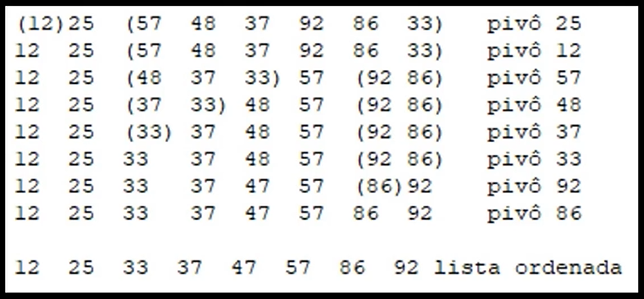 (12)25 (57 48 37 92 86 33) pivô 25
12 25 (57 48 37 92 86 33) pivô 12
12 25 (48 37 33) 57 (92 86) pivô 57
12 25 (37 33) 48 57 (92 86) pivô 48
12 25 (33) 37 48 57 (92 86) pivô 37
12 25 33 37 48 57 (92 86) pivô 33
12 25 33 37 47 57 (86)92 pivô 92
12 25 33 37 47 57 86 92 pivô 86
12 25 33 37 47 57 86 92 lista ordenada